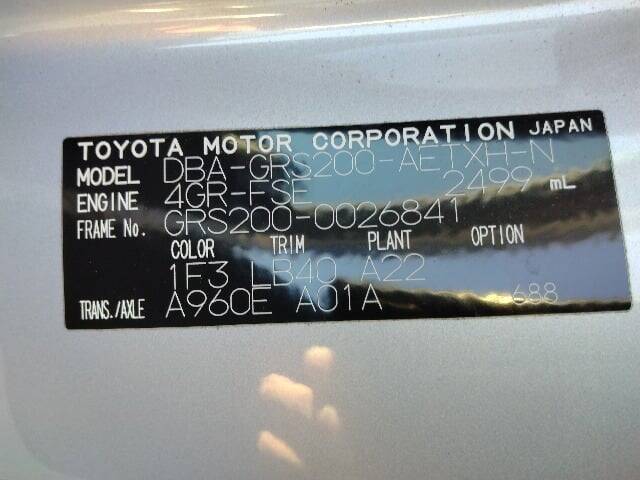 TOYOTA MOTOR CORPORATION JAPAN
MODEL DBA-GRS200-AETXH-N
ENGINE 4GR-FSE 2499 mL
FRAME No. GRS200-0026841
COLOR TRIM PLANT OPTION
1F3 LB40 A22
TRANS./AXLE A960E A01A 688